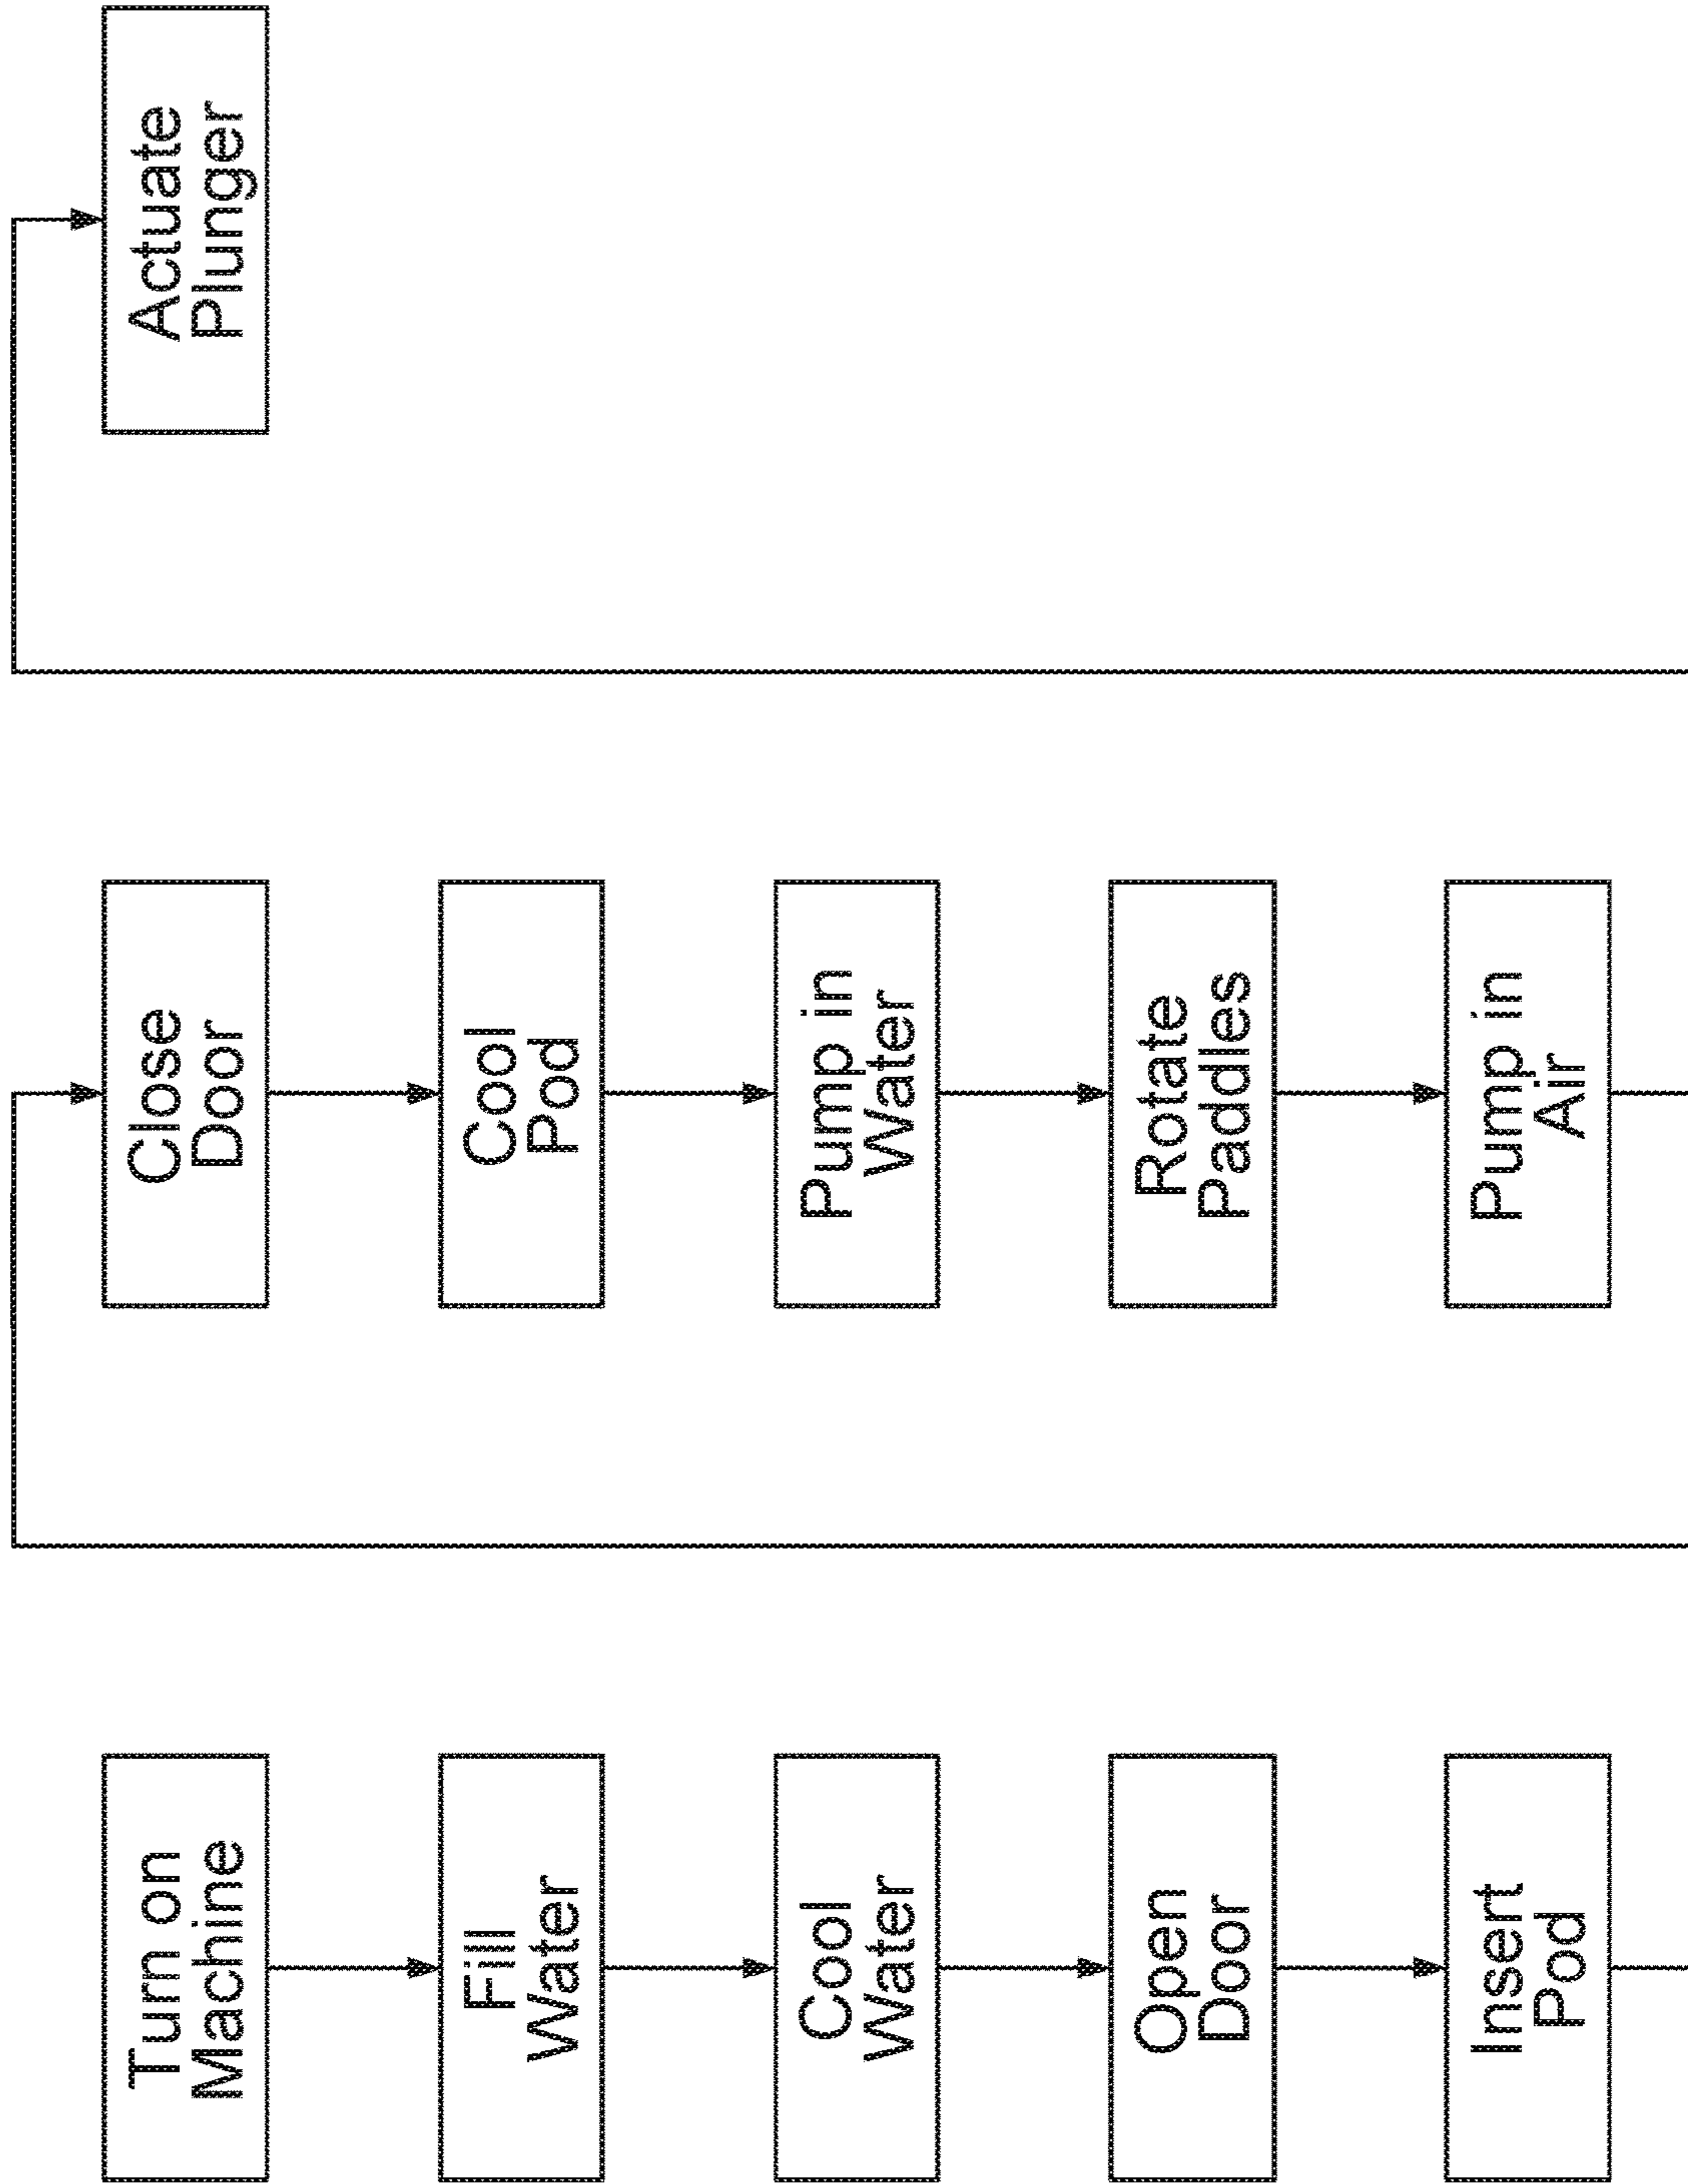 Turn on
Machine
Fill
Water
Cool
Water
Open
Door
Insert
Pod
Close
Door
Cool
Pod
Pump in
Water
Rotate
Paddles
Pump in
Air
Actuate
Plunger